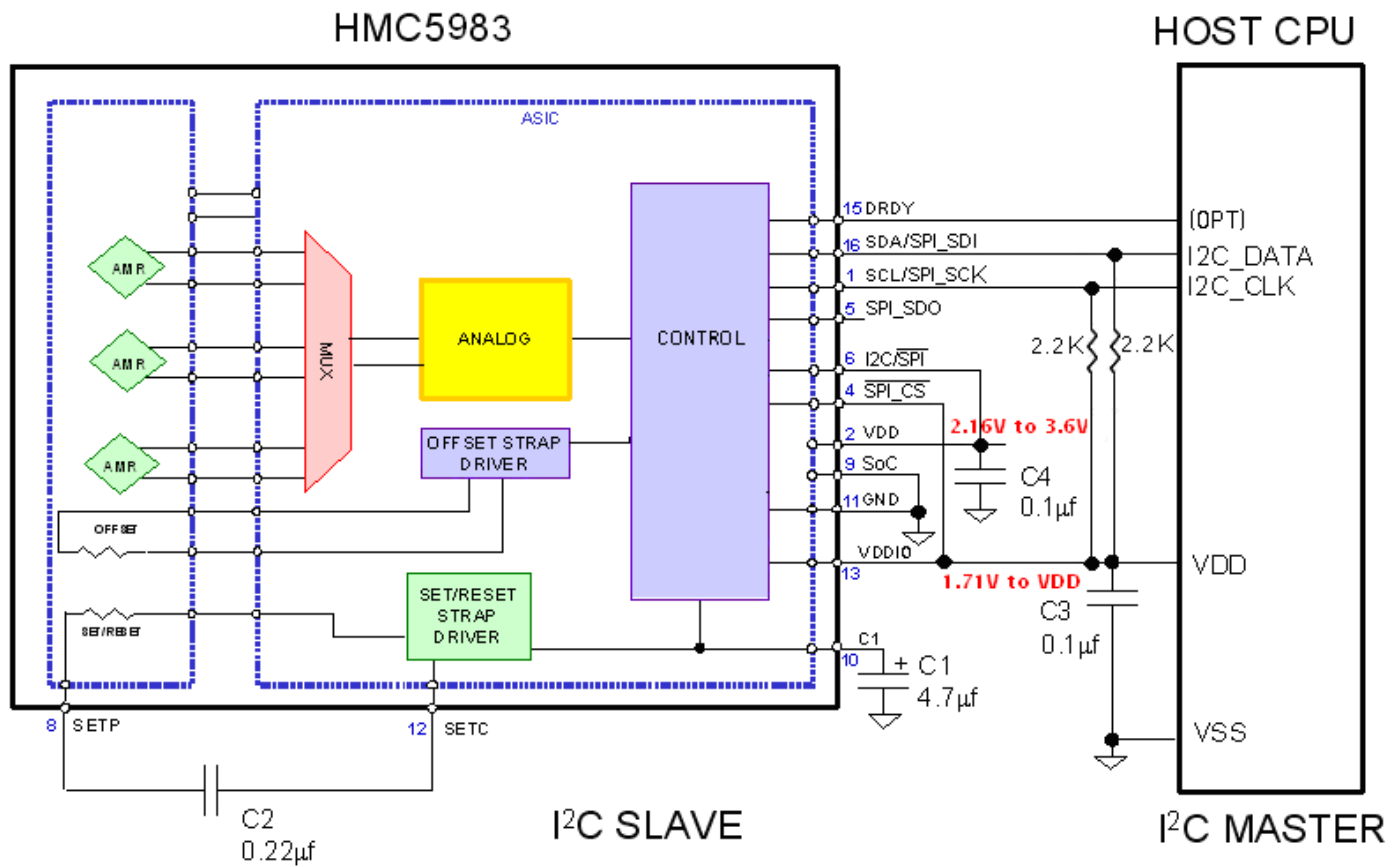 HMC5983
HOST CPU
ASIC
AMR
AMR
AMR
MUX
ANALOG
CONTROL
OFFSET STRAP
DRIVER
OFFSET
SET/RESET
STRAP
DRIVER
SET/RESET
15 DRDY
16 SDA/SPI_SDI
1 SCL/SPI_SCK
5 SPI_SDO
6 I2C/SPI
4 SPI_CS
2 VDD
9 SoC
11 GND
VDDIO
13
C1
10
(OPT)
I2C_DATA
I2C_CLK
2.2K
2.2K
2.16V to 3.6V
C4
0.1µf
1.71V to VDD
VDD
C3
0.1µf
+ C1
4.7µf
VSS
8 SETP
12 SETC
C2
0.22µf
I²C SLAVE
I²C MASTER